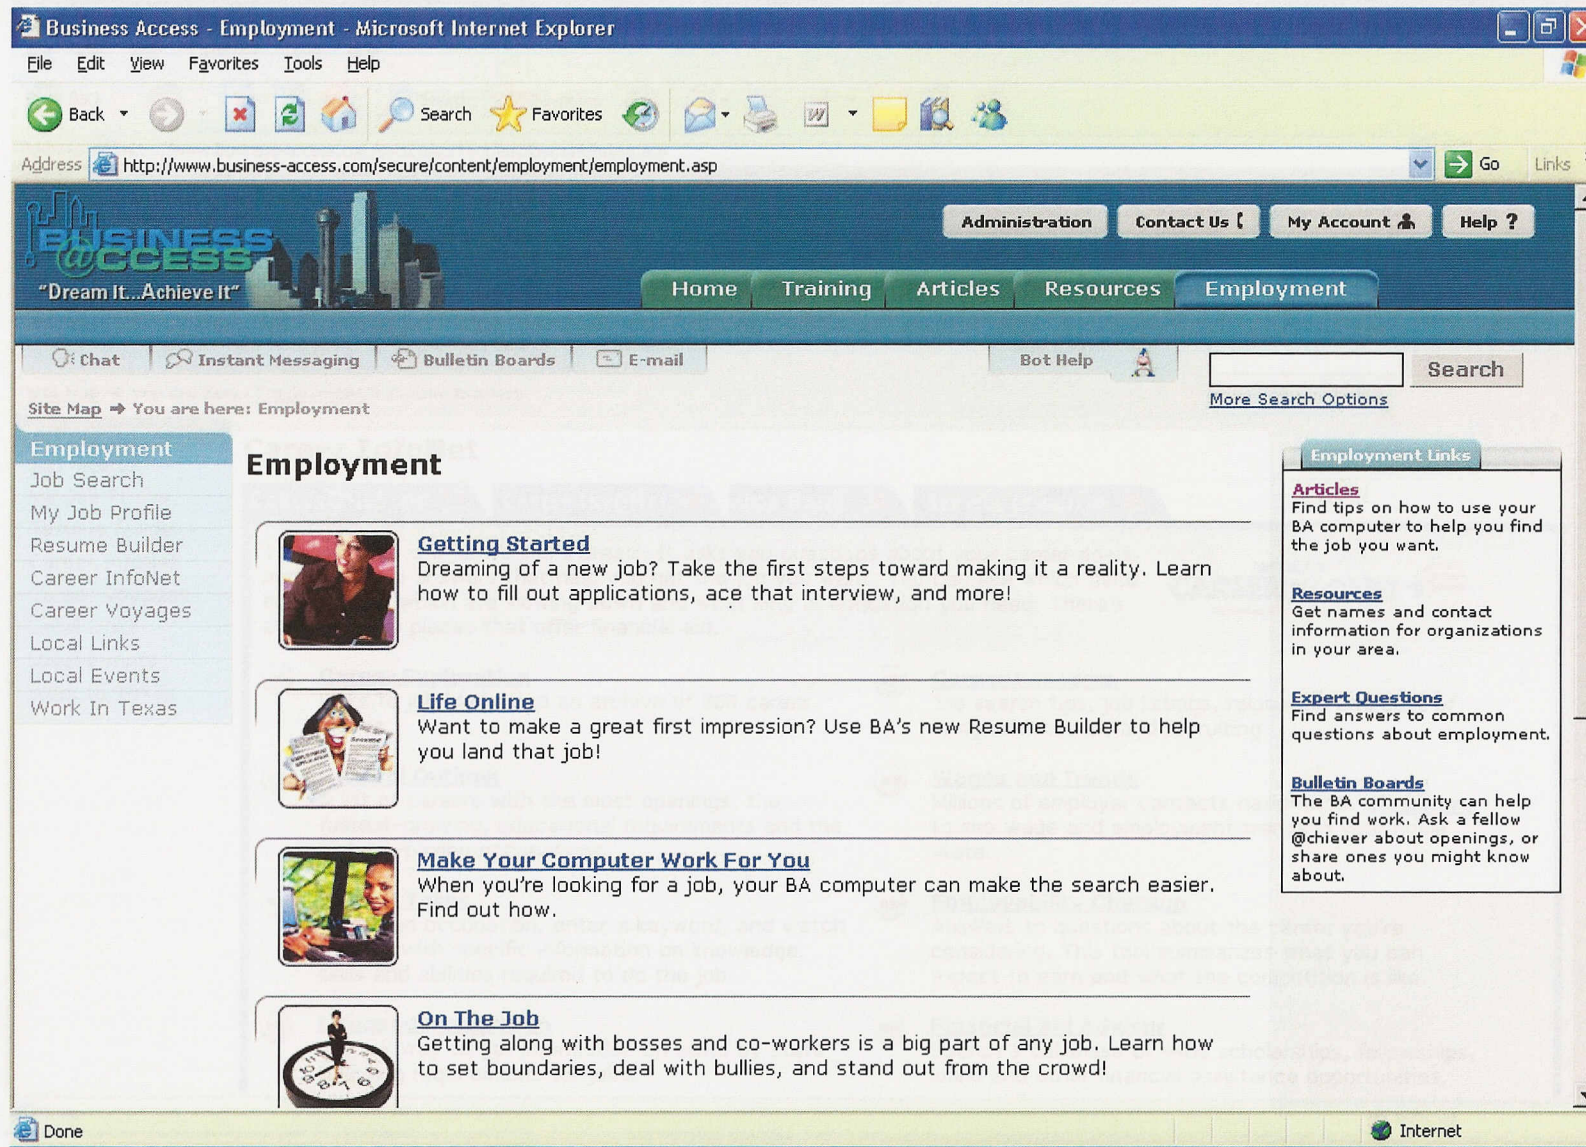 Business Access - Employment - Microsoft Internet Explorer
File Edit View Favorites Tools Help
Back Search Favorites
Address http://www.business-access.com/secure/content/employment/employment.asp Go Links
BUSINESS
@CCESS
"Dream It...Achieve It"
Administration Contact Us My Account Help ?
Home Training Articles Resources Employment
Chat Instant Messaging Bulletin Boards E-mail Bot Help Search
More Search Options
Site Map → You are here: Employment
Employment
Job Search
My Job Profile
Resume Builder
Career InfoNet
Career Voyages
Local Links
Local Events
Work In Texas
Employment
Getting Started
Dreaming of a new job? Take the first steps toward making it a reality. Learn
how to fill out applications, ace that interview, and more!
Life Online
Want to make a great first impression? Use BA's new Resume Builder to help
you land that job!
Make Your Computer Work For You
When you're looking for a job, your BA computer can make the search easier.
Find out how.
On The Job
Getting along with bosses and co-workers is a big part of any job. Learn how
to set boundaries, deal with bullies, and stand out from the crowd!
Employment Links
Articles
Find tips on how to use your
BA computer to help you find
the job you want.
Resources
Get names and contact
information for organizations
in your area.
Expert Questions
Find answers to common
questions about employment.
Bulletin Boards
The BA community can help
you find work. Ask a fellow
@chiever about openings, or
share ones you might know
about.
Done Internet